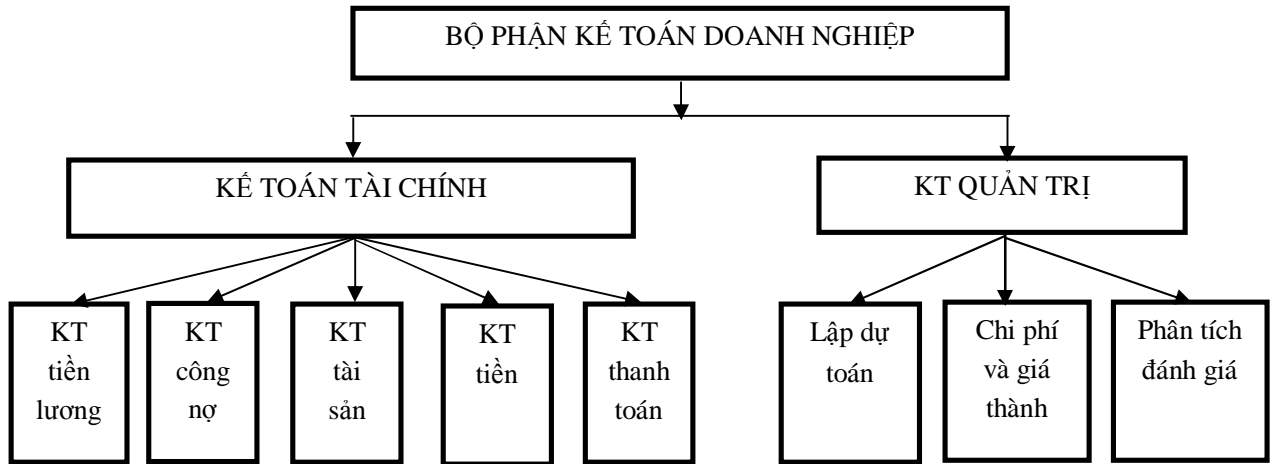 BỘ PHẬN KẾ TOÁN DOANH NGHIỆP
KẾ TOÁN TÀI CHÍNH
KT QUẢN TRỊ
KT
tiền
lương
KT
công
nợ
KT
tài
sản
KT
tiền
KT
thanh
toán
Lập dự
toán
Chi phí
và giá
thành
Phân tích
đánh giá